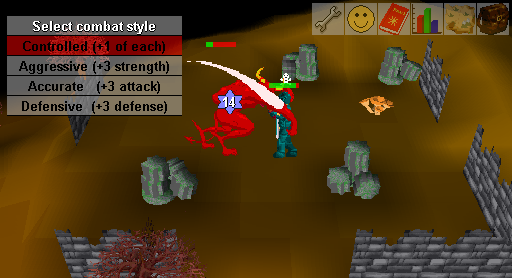 Select combat style
Controlled (+1 of each)
Aggressive (+3 strength)
Accurate (+3 attack)
Defensive (+3 defense)
14